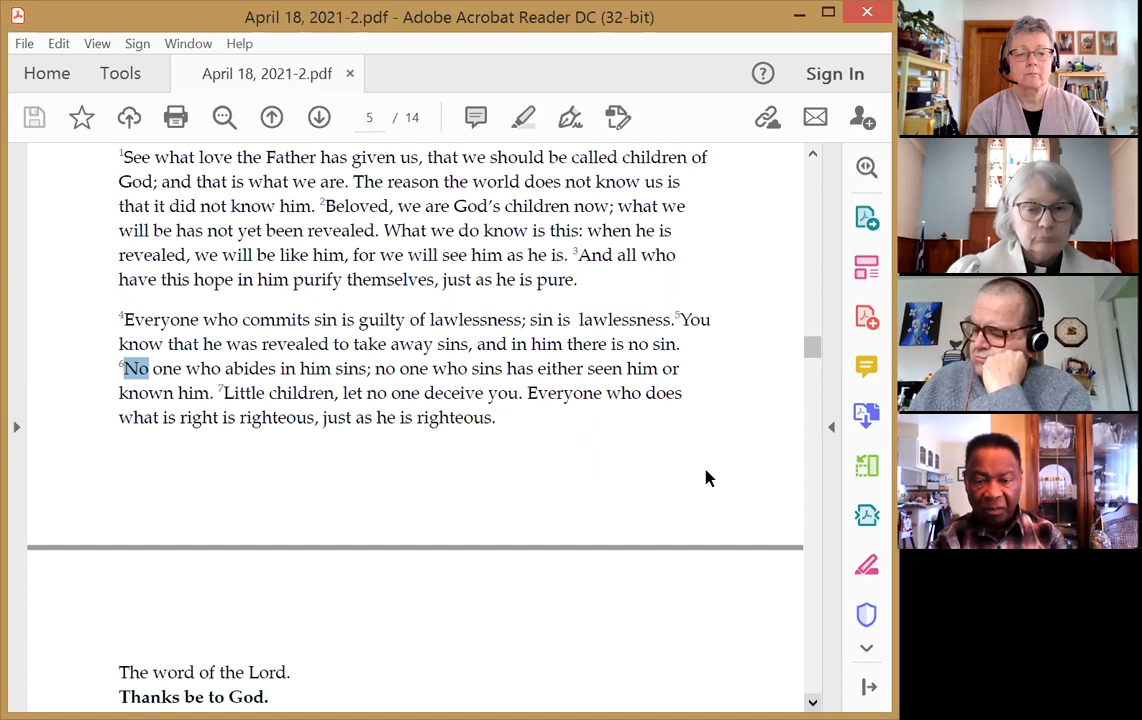 April 18, 2021-2.pdf - Adobe Acrobat Reader DC (32-bit)
File Edit View Sign Window Help
Home Tools April 18, 2021-2.pdf × Sign In
5 / 14
1See what love the Father has given us, that we should be called children of
God; and that is what we are. The reason the world does not know us is
that it did not know him. 2Beloved, we are God's children now; what we
will be has not yet been revealed. What we do know is this: when he is
revealed, we will be like him, for we will see him as he is. 3And all who
have this hope in him purify themselves, just as he is pure.
4Everyone who commits sin is guilty of lawlessness; sin is lawlessness.5You
know that he was revealed to take away sins, and in him there is no sin.
6No one who abides in him sins; no one who sins has either seen him or
known him. 7Little children, let no one deceive you. Everyone who does
what is right is righteous, just as he is righteous.
The word of the Lord.
Thanks be to God.